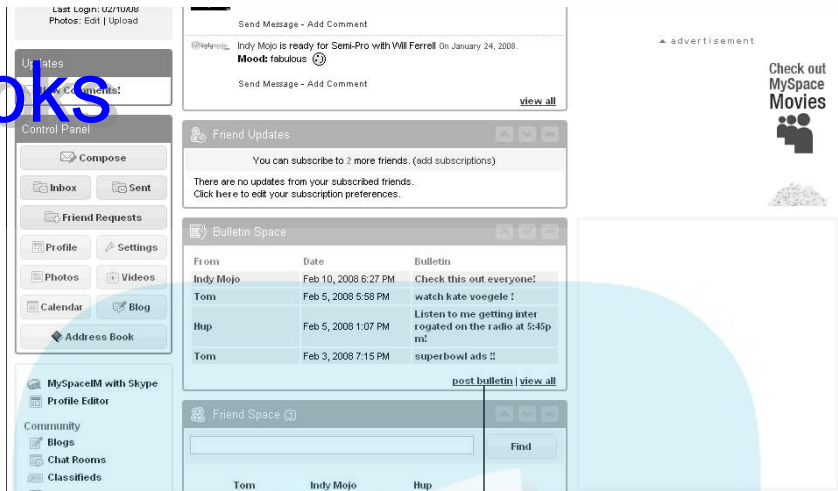 Last Login: 02/10/08
Photos: Edit | Upload
Updates
New Comments!
oks
Control Panel
Compose
Inbox
Sent
Friend Requests
Profile
Settings
Photos
Videos
Calendar
Blog
Address Book
MySpaceIM with Skype
Profile Editor
Community
Blogs
Chat Rooms
Classifieds
Send Message - Add Comment
Indy Mojo is ready for Semi-Pro with Will Ferrell On January 24, 2008.
Mood: fabulous
Send Message - Add Comment
view all
Friend Updates
You can subscribe to 2 more friends. (add subscriptions)
There are no updates from your subscribed friends.
Click here to edit your subscription preferences.
Bulletin Space
From Date Bulletin
Indy Mojo Feb 10, 2008 6:27 PM Check this out everyone!
Tom Feb 5, 2008 5:58 PM watch kate voegele !
Hup Feb 5, 2008 1:07 PM Listen to me getting inter
rogated on the radio at 5:45p
m!
Tom Feb 3, 2008 7:15 PM superbowl ads !!
post bulletin | view all
Friend Space (3)
Find
Tom Indy Mojo Hup
advertisement
Check out
MySpace
Movies